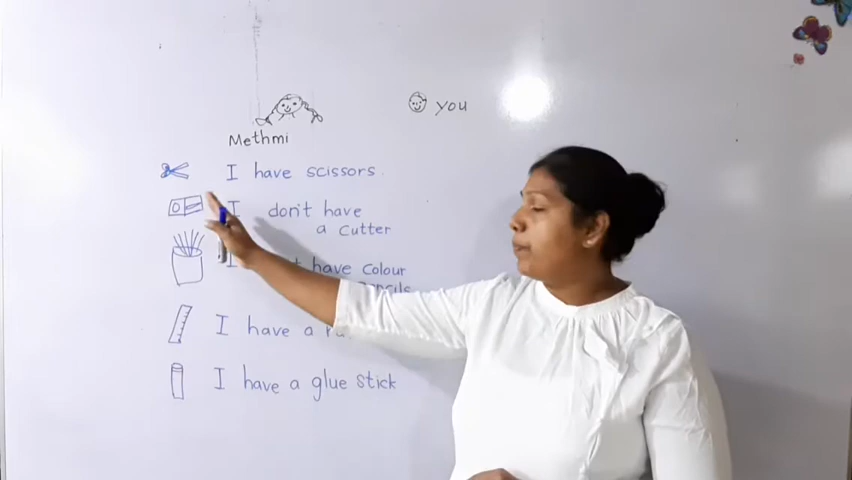 you
Methmi
I have scissors
I don't have
a cutter
I have colour
I have a
I have a glue stick